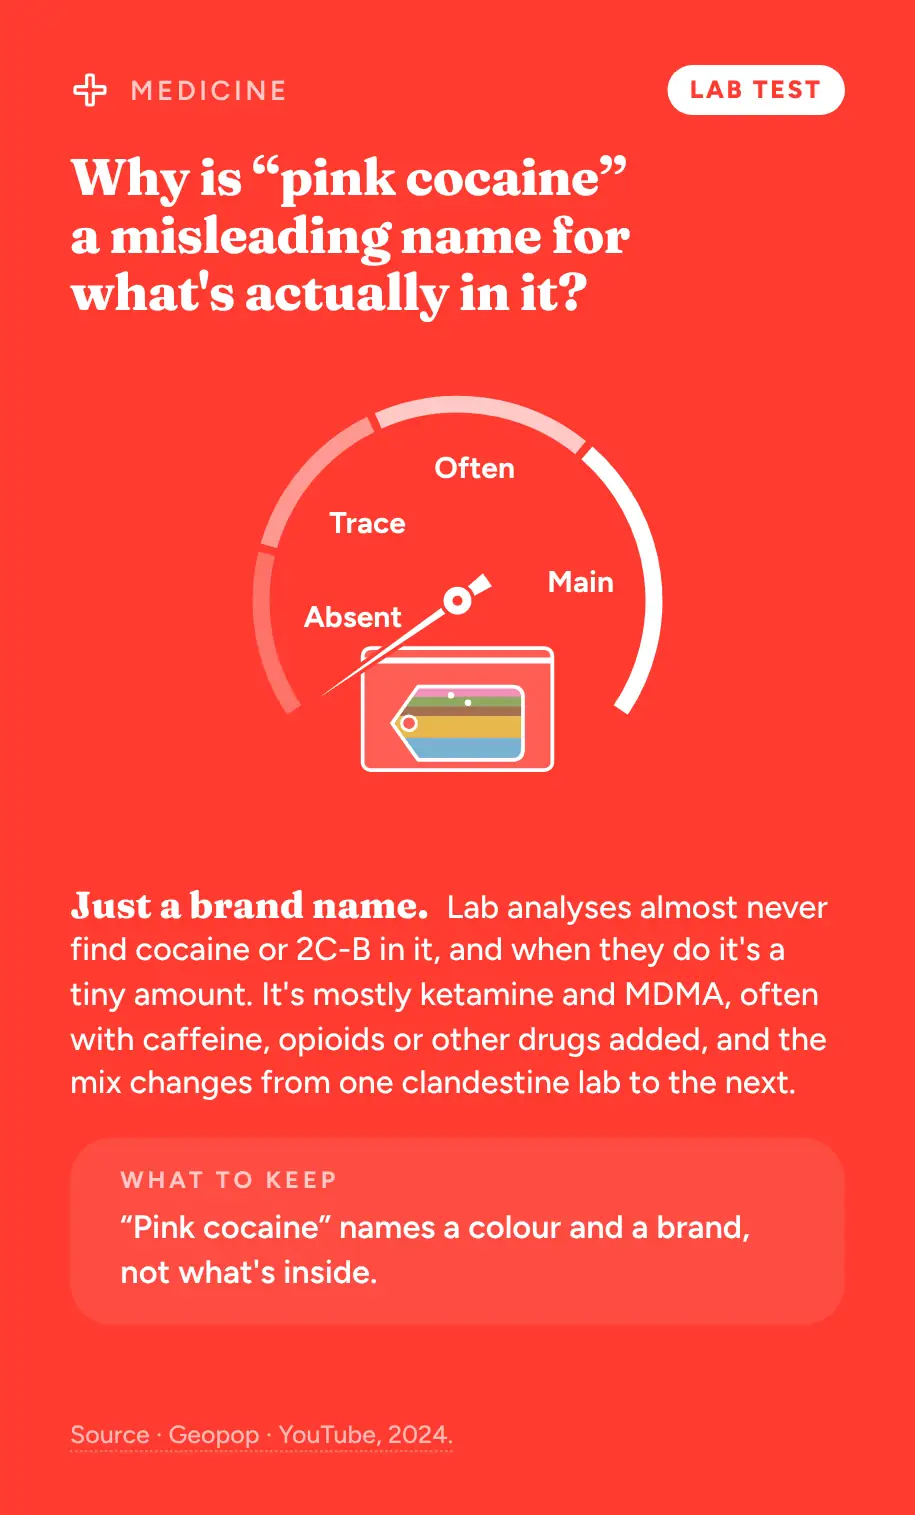 MEDICINE
LAB TEST
Why is “pink cocaine”
a misleading name for
what's actually in it?
Often
Trace
Main
Absent
Just a brand name. Lab analyses almost never
find cocaine or 2C-B in it, and when they do it's a
tiny amount. It's mostly ketamine and MDMA, often
with caffeine, opioids or other drugs added, and the
mix changes from one clandestine lab to the next.
WHAT TO KEEP
“Pink cocaine” names a colour and a brand,
not what's inside.
Source · Geopop · YouTube, 2024.